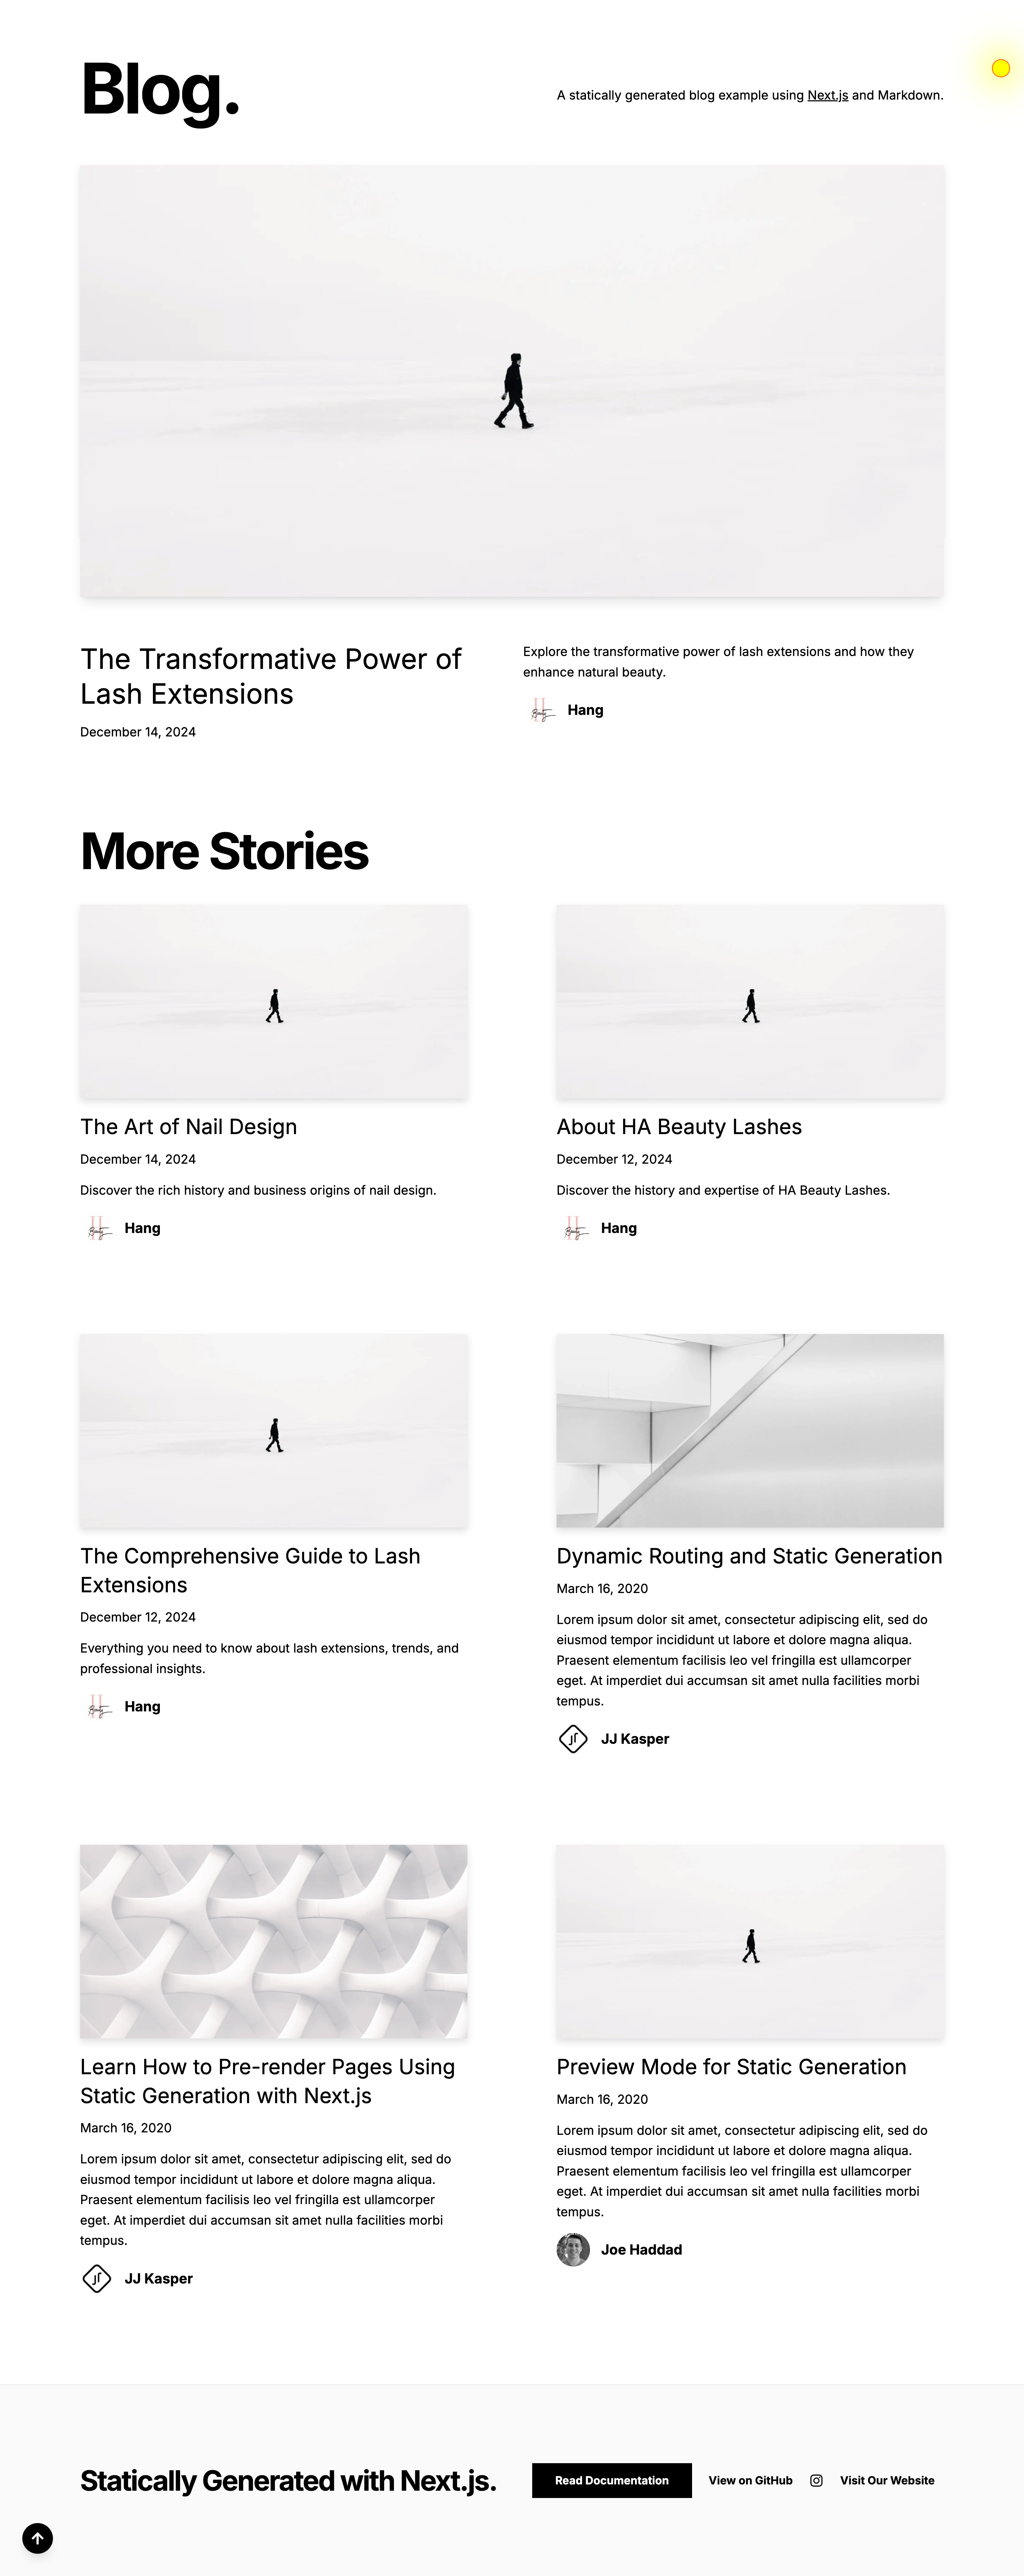 Blog.
A statically generated blog example using Next.js and Markdown.
The Transformative Power of
Lash Extensions
December 14, 2024
Explore the transformative power of lash extensions and how they
enhance natural beauty.
Beauty
Hang
More Stories
The Art of Nail Design
December 14, 2024
Discover the rich history and business origins of nail design.
Beauty
Hang
About HA Beauty Lashes
December 12, 2024
Discover the history and expertise of HA Beauty Lashes.
Beauty
Hang
The Comprehensive Guide to Lash
Extensions
December 12, 2024
Everything you need to know about lash extensions, trends, and
professional insights.
Beauty
Hang
Dynamic Routing and Static Generation
March 16, 2020
Lorem ipsum dolor sit amet, consectetur adipiscing elit, sed do
eiusmod tempor incididunt ut labore et dolore magna aliqua.
Praesent elementum facilisis leo vel fringilla est ullamcorper
eget. At imperdiet dui accumsan sit amet nulla facilities morbi
tempus.
JJ Kasper
Learn How to Pre-render Pages Using
Static Generation with Next.js
March 16, 2020
Lorem ipsum dolor sit amet, consectetur adipiscing elit, sed do
eiusmod tempor incididunt ut labore et dolore magna aliqua.
Praesent elementum facilisis leo vel fringilla est ullamcorper
eget. At imperdiet dui accumsan sit amet nulla facilities morbi
tempus.
JJ Kasper
Preview Mode for Static Generation
March 16, 2020
Lorem ipsum dolor sit amet, consectetur adipiscing elit, sed do
eiusmod tempor incididunt ut labore et dolore magna aliqua.
Praesent elementum facilisis leo vel fringilla est ullamcorper
eget. At imperdiet dui accumsan sit amet nulla facilities morbi
tempus.
Joe Haddad
Statically Generated with Next.js.
Read Documentation
View on GitHub
Visit Our Website